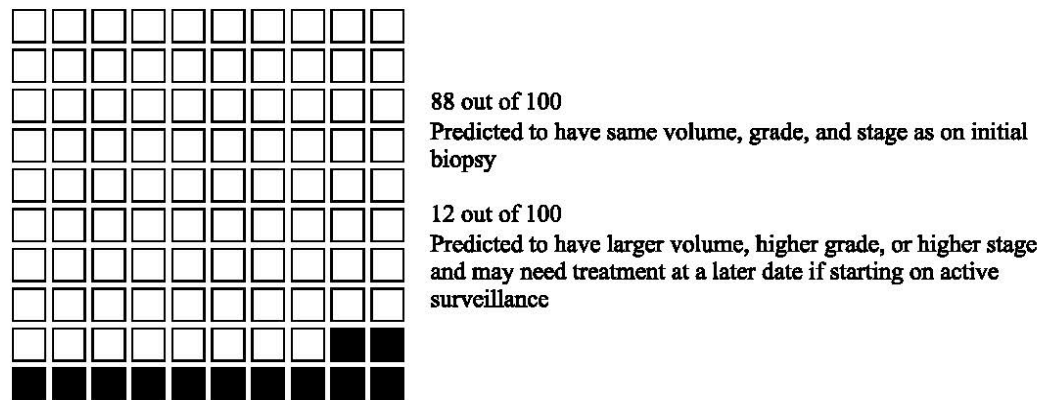 88 out of 100
Predicted to have same volume, grade, and stage as on initial
biopsy
12 out of 100
Predicted to have larger volume, higher grade, or higher stage
and may need treatment at a later date if starting on active
surveillance